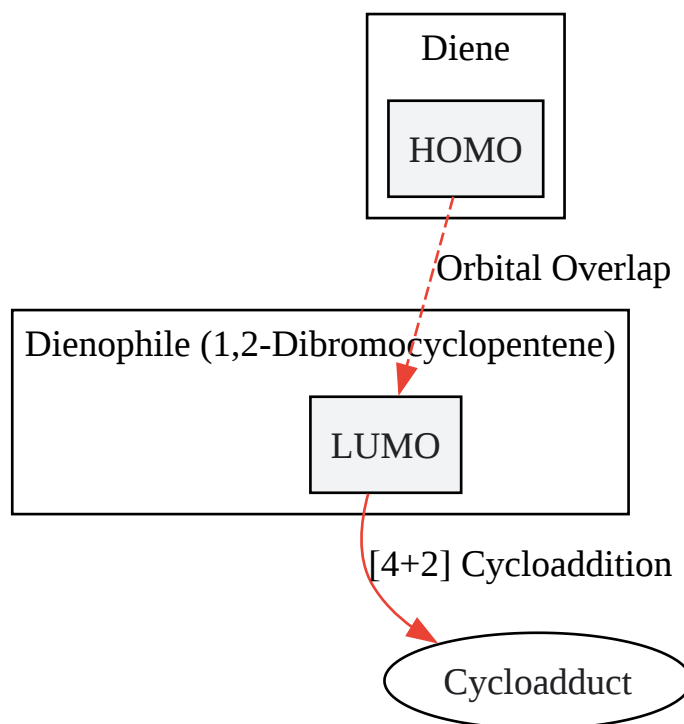 Diene
HOMO
Orbital Overlap
Dienophile (1,2-Dibromocyclopentene)
LUMO
[4+2] Cycloaddition
Cycloadduct